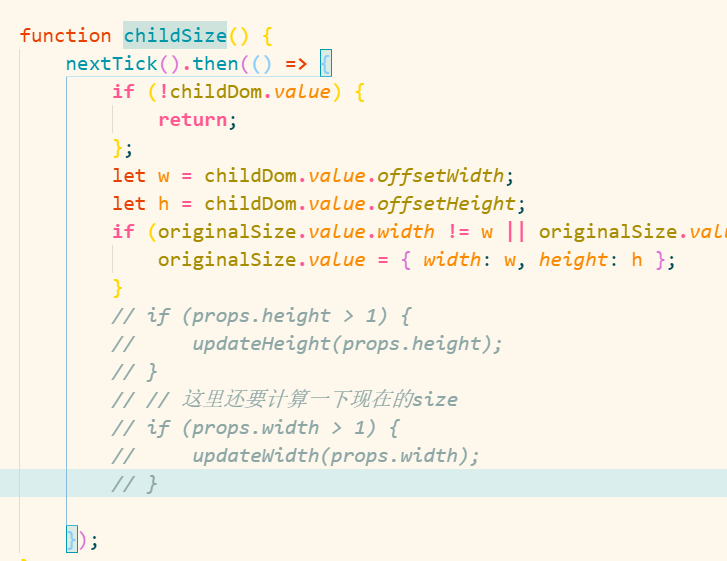 function childSize() {
nextTick().then(() => {
if (!childDom.value) {
return;
};
let w = childDom.value.offsetWidth;
let h = childDom.value.offsetHeight;
if (originalSize.value.width != w || originalSize.
originalSize.value = { width: w, height: h };
}
// if (props.height > 1) {
//     updateHeight(props.height);
// }
// // 这里还要计算一下现在的size
// if (props.width > 1) {
//     updateWidth(props.width);
// }
});